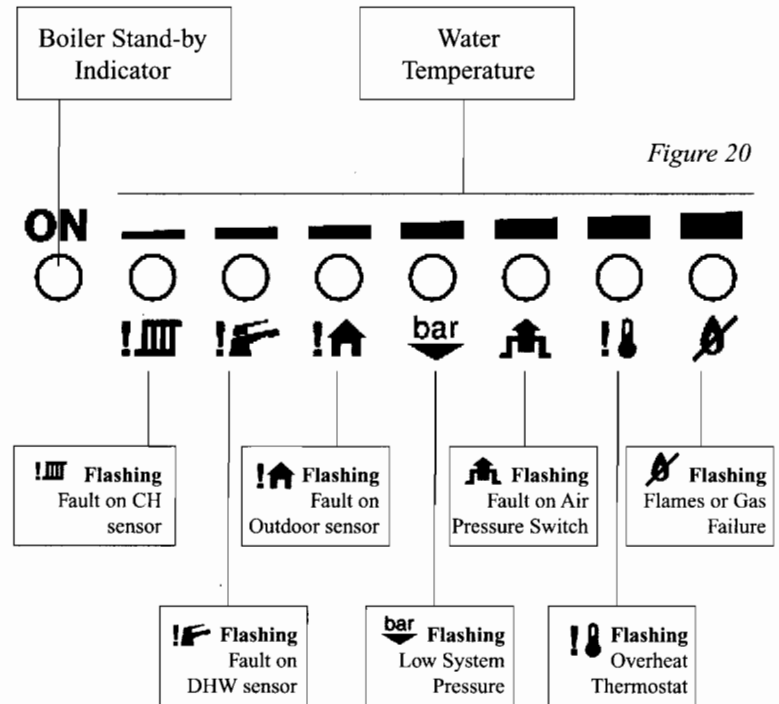 Boiler Stand-by
Indicator
Water
Temperature
Figure 20
ON
bar
Flashing
Fault on CH
sensor
Flashing
Fault on
Outdoor sensor
Flashing
Fault on Air
Pressure Switch
Flashing
Flames or Gas
Failure
Flashing
Fault on
DHW sensor
bar Flashing
Low System
Pressure
Flashing
Overheat
Thermostat